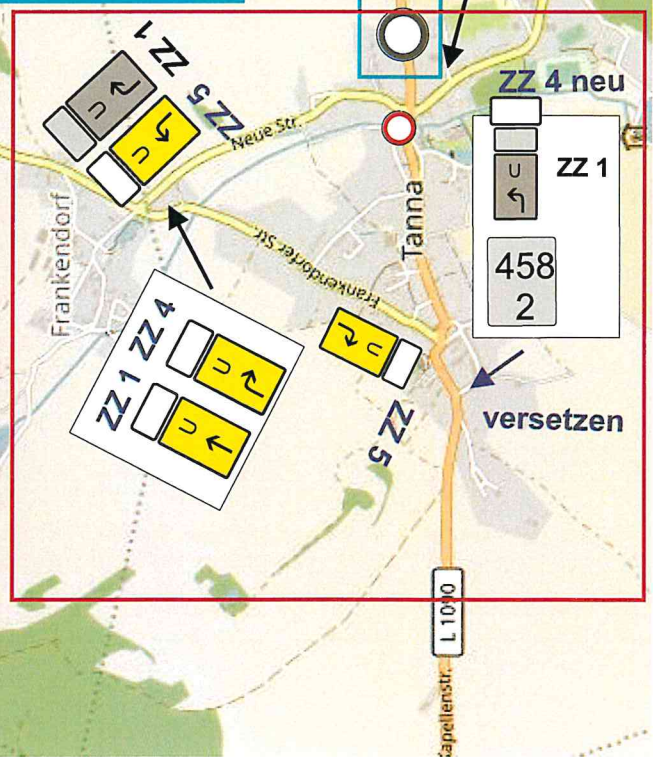 ZZ 1
U
ZZ 5
U
Neue Str.
ZZ 4 neu
U
ZZ 1
458
2
Tanna
Frankendorf
Frankendorfer Str.
ZZ 4
U
ZZ 1
U
U
ZZ 5
versetzen
L 1090
Kapellenstr.